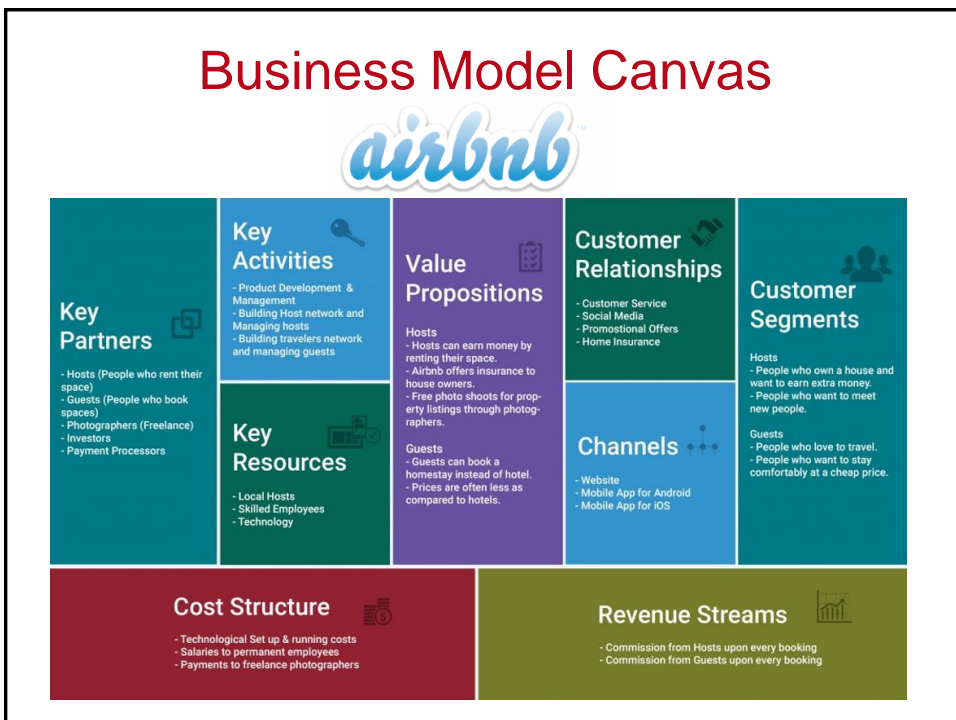 Business Model Canvas
airbnb™
Key
Partners
- Hosts (People who rent their
space)
- Guests (People who book
spaces)
- Photographers (Freelance)
- Investors
- Payment Processors
Key
Activities
- Product Development &
Management
- Building Host network and
Managing hosts
- Building travelers network
and managing guests
Key
Resources
- Local Hosts
- Skilled Employees
- Technology
Value
Propositions
Hosts
- Hosts can earn money by
renting their space.
- Airbnb offers insurance to
house owners.
- Free photo shoots for prop-
erty listings through photog-
raphers.
Guests
- Guests can book a
homestay instead of hotel.
- Prices are often less as
compared to hotels.
Customer
Relationships
- Customer Service
- Social Media
- Promostional Offers
- Home Insurance
Channels
- Website
- Mobile App for Android
- Mobile App for iOS
Customer
Segments
Hosts
- People who own a house and
want to earn extra money.
- People who want to meet
new people.
Guests
- People who love to travel.
- People who want to stay
comfortably at a cheap price.
Cost Structure
- Technological Set up & running costs
- Salaries to permanent employees
- Payments to freelance photographers
Revenue Streams
- Commission from Hosts upon every booking
- Commission from Guests upon every booking